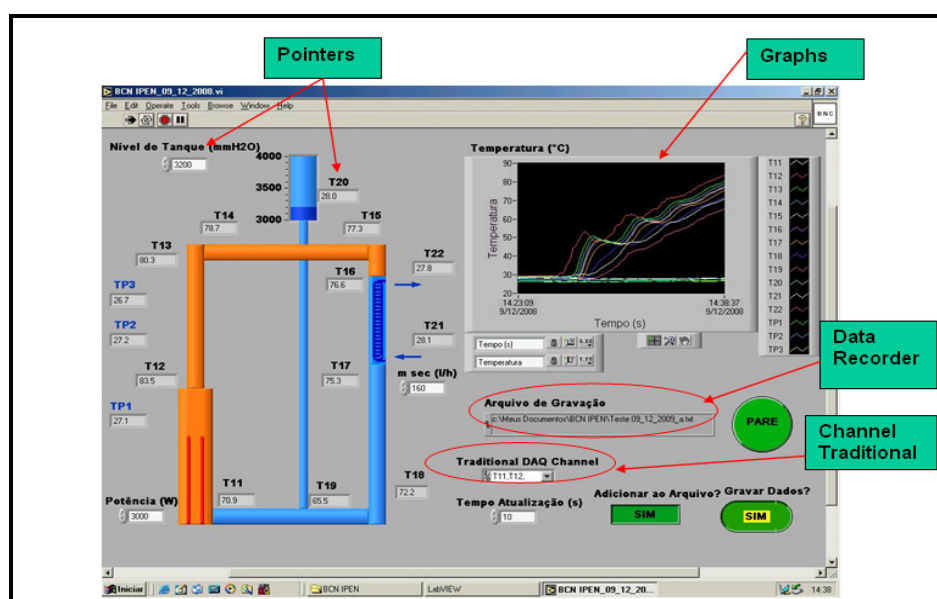 Pointers
Graphs
BCN IPEN_09_12_2008.vi
File Edit Operate Tools Browse Window Help
BNC
Nível do Tanque (mmH2O)
3200
4000
3500
3000
T20
28.0
T14
78.7
T15
77.3
T13
80.3
T16
76.6
T22
27.8
TP3
26.7
TP2
27.2
T21
28.1
T12
83.5
T17
75.3
m sec (l/h)
160
TP1
27.1
T11
70.9
T19
65.5
T18
72.2
Potência (W)
3000
Temperatura (°C)
90
80
70
60
50
40
30
20
Temperatura
14:23:09
9/12/2008
14:38:37
9/12/2008
Tempo (s)
T11
T12
T13
T14
T15
T16
T17
T18
T19
T20
T21
T22
TP1
TP2
TP3
Tempo (s)
Temperatura
Data
Recorder
Arquivo de Gravação
c:\Meus Documentos\BCN IPEN\Teste 09_12_2009_a.txt
PARE
Channel
Traditional
Traditional DAQ Channel
T11,T12,
Tempo Atualização (s)
10
Adicionar ao Arquivo?
SIM
Gravar Dados?
SIM
Iniciar
BCN IPEN
LabVIEW
BCN IPEN_09_12_20...
14:38